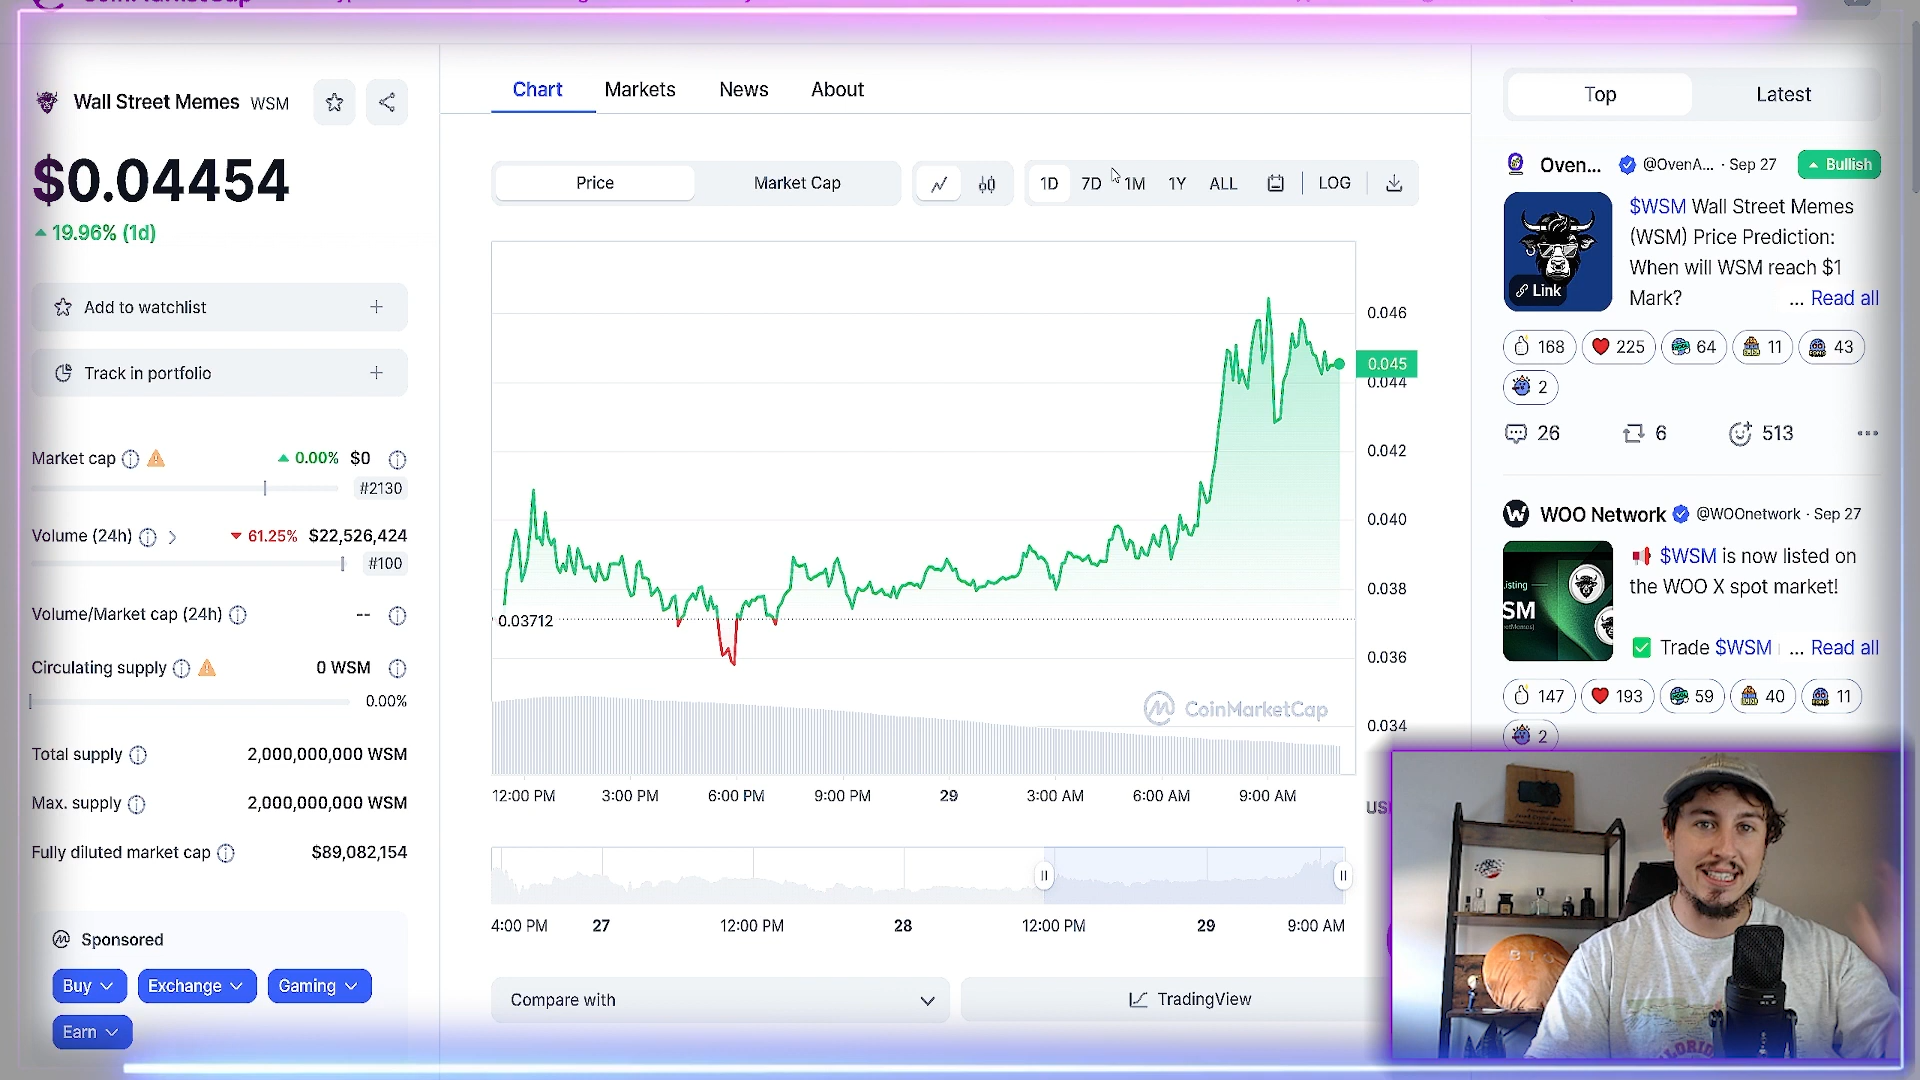 CoinMarketCap
Wall Street Memes WSM
$0.04454
19.96% (1d)
Add to watchlist
Track in portfolio
Market cap 0.00% $0
#2130
Volume (24h) 61.25% $22,526,424
#100
Volume/Market cap (24h) --
Circulating supply 0 WSM
0.00%
Total supply 2,000,000,000 WSM
Max. supply 2,000,000,000 WSM
Fully diluted market cap $89,082,154
Sponsored
Buy Exchange Gaming
Earn
Chart Markets News About
Price Market Cap 1D 7D 1M 1Y ALL LOG
0.046
0.045
0.044
0.042
0.040
0.038
0.03712
0.036
CoinMarketCap
0.034
12:00 PM 3:00 PM 6:00 PM 9:00 PM 29 3:00 AM 6:00 AM 9:00 AM
4:00 PM 27 12:00 PM 28 12:00 PM 29 9:00 AM
Compare with TradingView
Top Latest
Oven... @OvenA... · Sep 27 Bullish
$WSM Wall Street Memes
(WSM) Price Prediction:
When will WSM reach $1
Mark? ... Read all
Link
168 225 64 11 43
2
26 6 513
WOO Network @WOOnetwork · Sep 27
$WSM is now listed on
the WOO X spot market!
Trade $WSM ... Read all
147 193 59 40 11
2